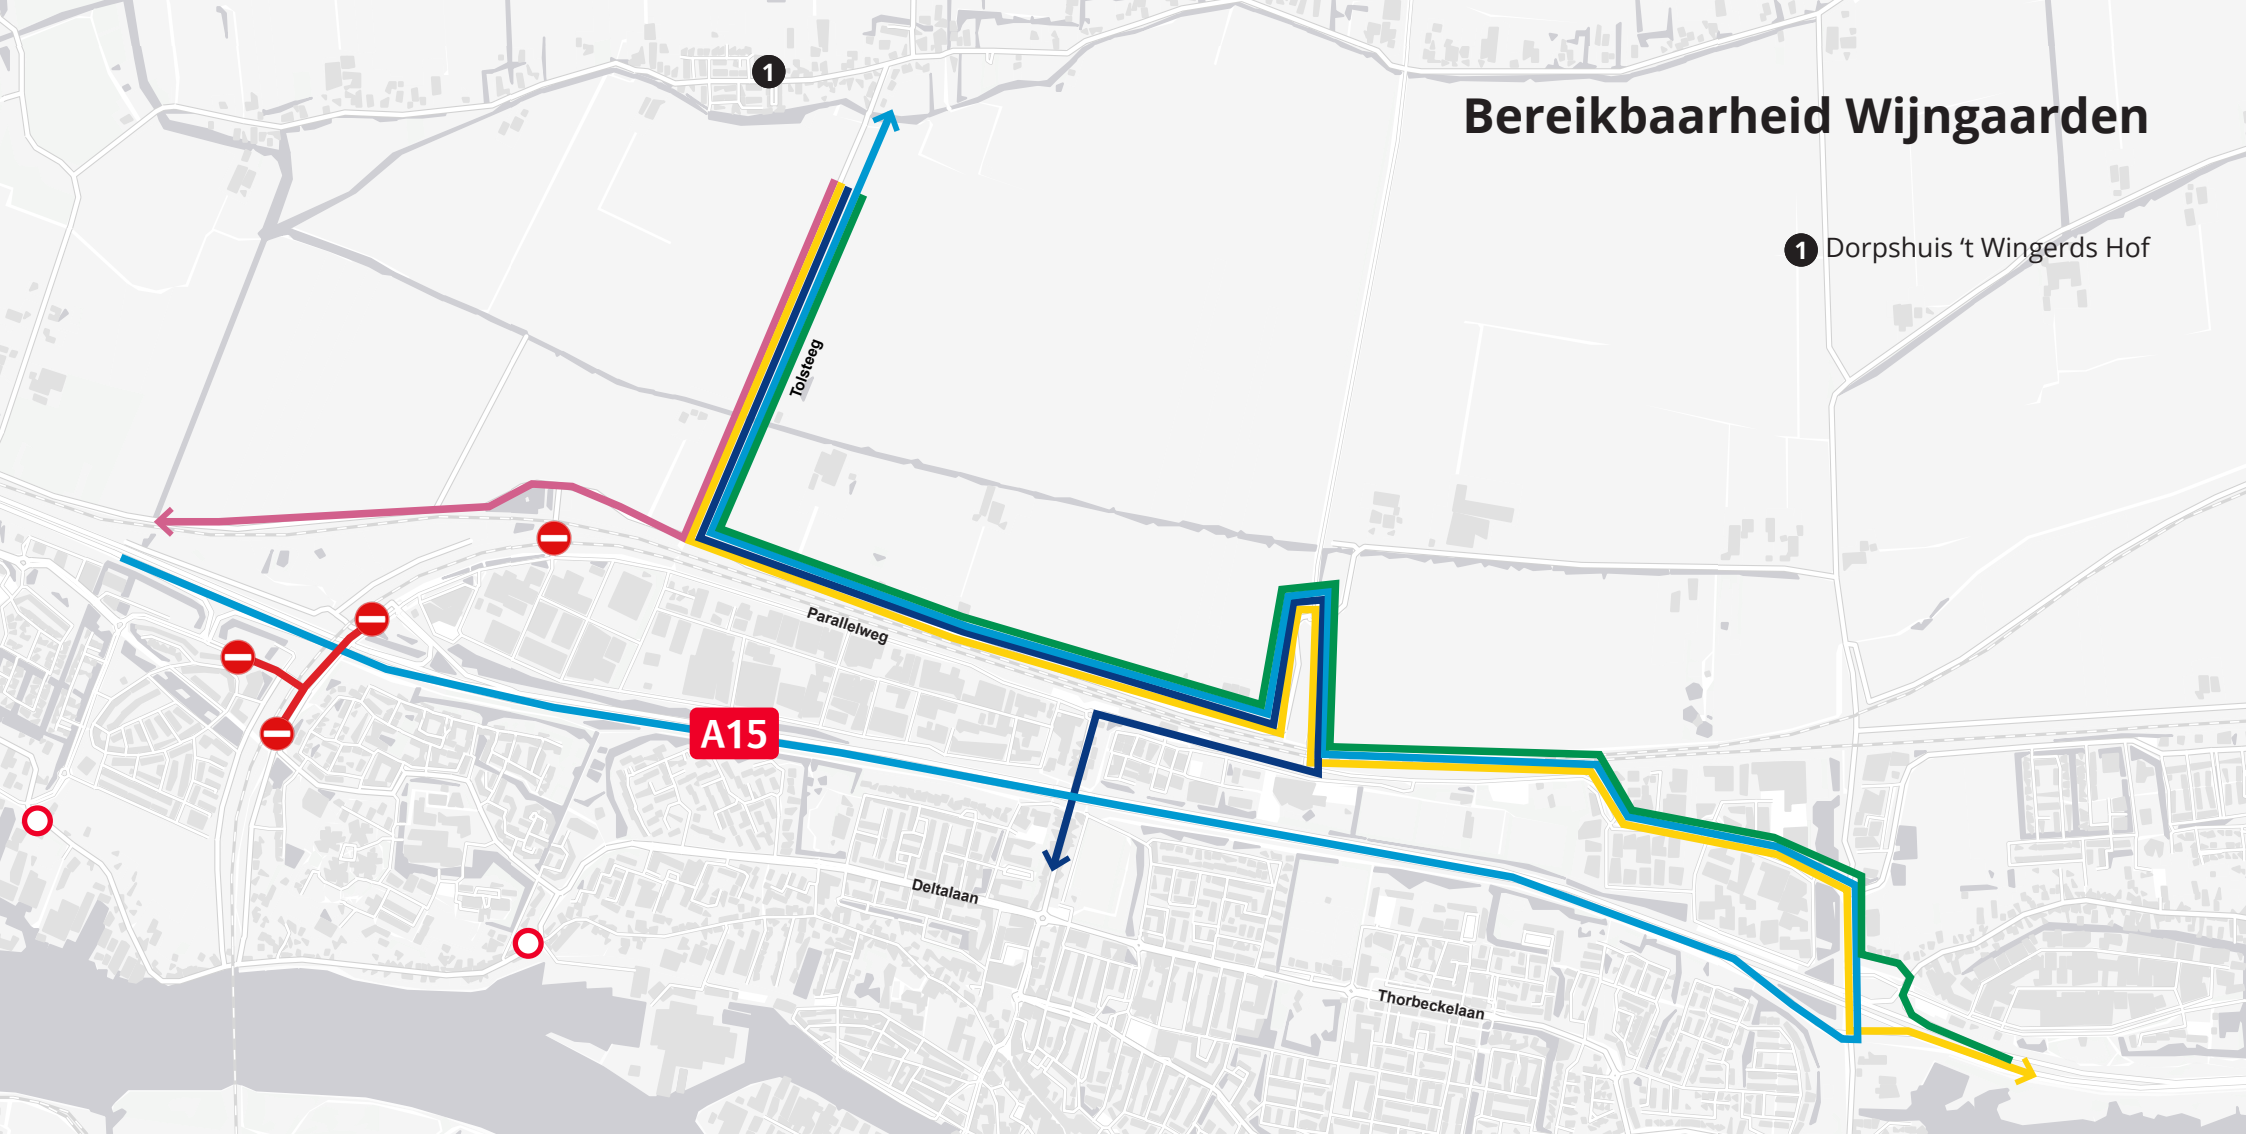 1
Bereikbaarheid Wijngaarden
1 Dorpshuis ‘t Wingerds Hof
Tolsteeg
Parallelweg
A15
Deltalaan
Thorbeckelaan